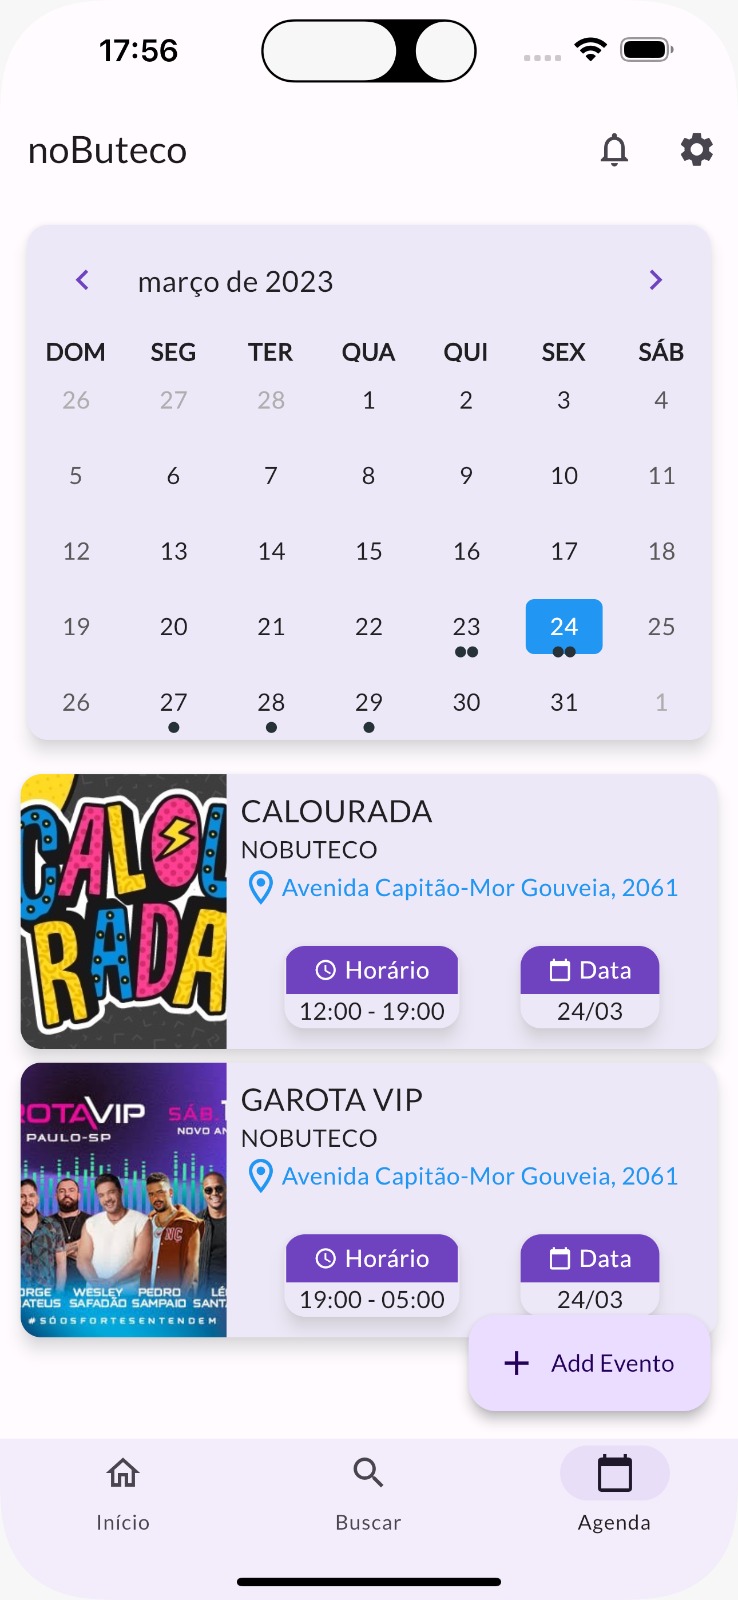 17:56
noButeco
março de 2023
DOM SEG TER QUA QUI SEX SÁB
26 27 28 1 2 3 4
5 6 7 8 9 10 11
12 13 14 15 16 17 18
19 20 21 22 23 24 25
26 27 28 29 30 31 1
CALOU
RADA
CALOURADA
NOBUTECO
Avenida Capitão-Mor Gouveia, 2061
Horário Data
12:00 - 19:00 24/03
ROTAVIP SÁB.
PAULO-SP NOVO AN
NC
ORGE WESLEY PEDRO LÉ
ATEUS SAFADÃO SAMPAIO SANT
#SÓOSFORTESENTENDEM
GAROTA VIP
NOBUTECO
Avenida Capitão-Mor Gouveia, 2061
Horário Data
19:00 - 05:00 24/03
+ Add Evento
Início Buscar Agenda